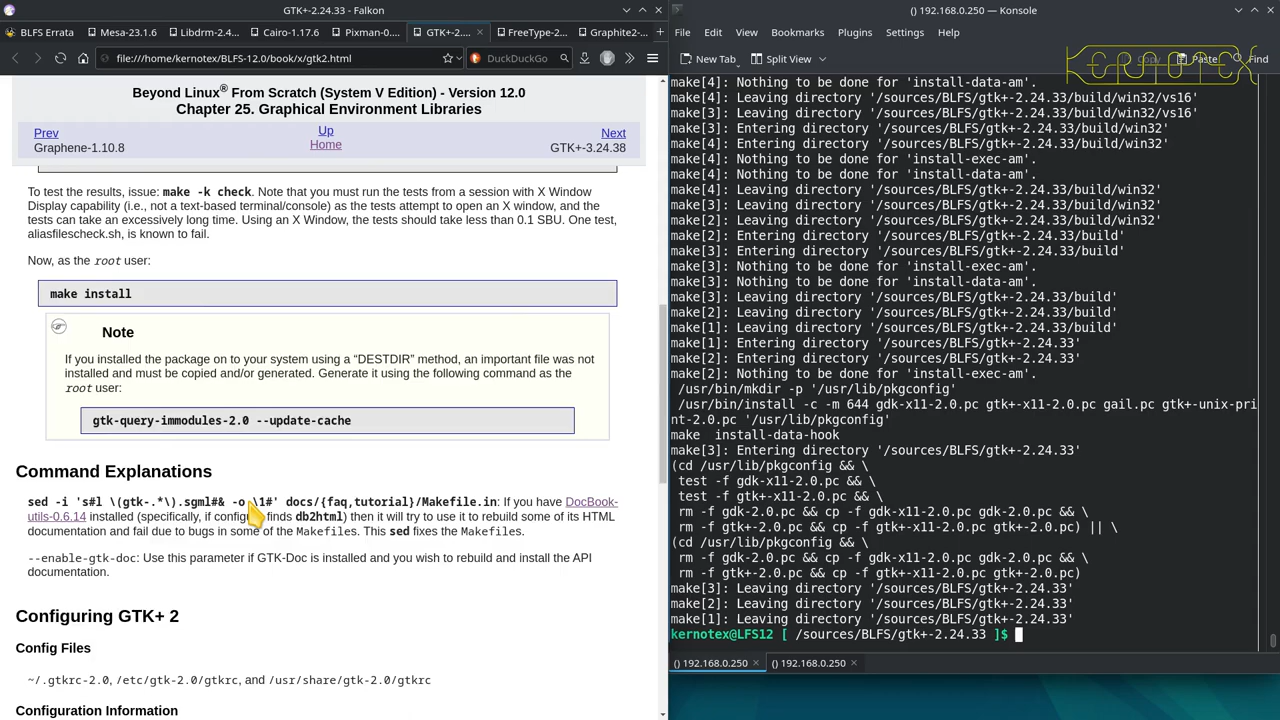 GTK+-2.24.33 — Falkon
() 192.168.0.250 — Konsole
BLFS Errata
Mesa-23.1.6
Libdrm-2.4...
Cairo-1.17.6
Pixman-0....
GTK+-2....
FreeType-2...
Graphite2-...
File Edit View Bookmarks Plugins Settings Help
file:///home/kernotex/BLFS-12.0/book/x/gtk2.html
DuckDuckGo
New Tab Split View Copy Paste Find
KERNOTEX
Beyond Linux® From Scratch (System V Edition) - Version 12.0
Chapter 25. Graphical Environment Libraries
Prev Up Next
Graphene-1.10.8 Home GTK+-3.24.38
To test the results, issue: make -k check. Note that you must run the tests from a session with X Window
Display capability (i.e., not a text-based terminal/console) as the tests attempt to open an X window, and the
tests can take an excessively long time. Using an X Window, the tests should take less than 0.1 SBU. One test,
aliasfilescheck.sh, is known to fail.
Now, as the root user:
make install
Note
If you installed the package on to your system using a “DESTDIR” method, an important file was not
installed and must be copied and/or generated. Generate it using the following command as the
root user:
gtk-query-immodules-2.0 --update-cache
Command Explanations
sed -i 's#l \(gtk-.*\).sgml#& -o \1#' docs/{faq,tutorial}/Makefile.in: If you have DocBook-
utils-0.6.14 installed (specifically, if configure finds db2html) then it will try to use it to rebuild some of its HTML
documentation and fail due to bugs in some of the Makefiles. This sed fixes the Makefiles.
--enable-gtk-doc: Use this parameter if GTK-Doc is installed and you wish to rebuild and install the API
documentation.
Configuring GTK+ 2
Config Files
~/.gtkrc-2.0, /etc/gtk-2.0/gtkrc, and /usr/share/gtk-2.0/gtkrc
Configuration Information
make[4]: Nothing to be done for 'install-data-am'.
make[4]: Leaving directory '/sources/BLFS/gtk+-2.24.33/build/win32/vs16'
make[3]: Leaving directory '/sources/BLFS/gtk+-2.24.33/build/win32/vs16'
make[3]: Entering directory '/sources/BLFS/gtk+-2.24.33/build/win32'
make[4]: Entering directory '/sources/BLFS/gtk+-2.24.33/build/win32'
make[4]: Nothing to be done for 'install-exec-am'.
make[4]: Nothing to be done for 'install-data-am'.
make[4]: Leaving directory '/sources/BLFS/gtk+-2.24.33/build/win32'
make[3]: Leaving directory '/sources/BLFS/gtk+-2.24.33/build/win32'
make[2]: Leaving directory '/sources/BLFS/gtk+-2.24.33/build/win32'
make[2]: Entering directory '/sources/BLFS/gtk+-2.24.33/build'
make[3]: Entering directory '/sources/BLFS/gtk+-2.24.33/build'
make[3]: Nothing to be done for 'install-exec-am'.
make[3]: Nothing to be done for 'install-data-am'.
make[3]: Leaving directory '/sources/BLFS/gtk+-2.24.33/build'
make[2]: Leaving directory '/sources/BLFS/gtk+-2.24.33/build'
make[1]: Leaving directory '/sources/BLFS/gtk+-2.24.33/build'
make[1]: Entering directory '/sources/BLFS/gtk+-2.24.33'
make[2]: Entering directory '/sources/BLFS/gtk+-2.24.33'
make[2]: Nothing to be done for 'install-exec-am'.
/usr/bin/mkdir -p '/usr/lib/pkgconfig'
/usr/bin/install -c -m 644 gdk-x11-2.0.pc gtk+-x11-2.0.pc gail.pc gtk+-unix-pri
nt-2.0.pc '/usr/lib/pkgconfig'
make  install-data-hook
make[3]: Entering directory '/sources/BLFS/gtk+-2.24.33'
(cd /usr/lib/pkgconfig && \
test -f gdk-2.0.pc && \
test -f gtk+-2.0.pc && \
rm -f gdk-2.0.pc && cp -f gdk-x11-2.0.pc gdk-2.0.pc && \
rm -f gtk+-2.0.pc && cp -f gtk+-x11-2.0.pc gtk+-2.0.pc) || \
(cd /usr/lib/pkgconfig && \
rm -f gdk-2.0.pc && cp -f gdk-x11-2.0.pc gdk-2.0.pc && \
rm -f gtk+-2.0.pc && cp -f gtk+-x11-2.0.pc gtk+-2.0.pc)
make[3]: Leaving directory '/sources/BLFS/gtk+-2.24.33'
make[2]: Leaving directory '/sources/BLFS/gtk+-2.24.33'
make[1]: Leaving directory '/sources/BLFS/gtk+-2.24.33'
kernotex@LFS12 [ /sources/BLFS/gtk+-2.24.33 ]$
() 192.168.0.250
() 192.168.0.250